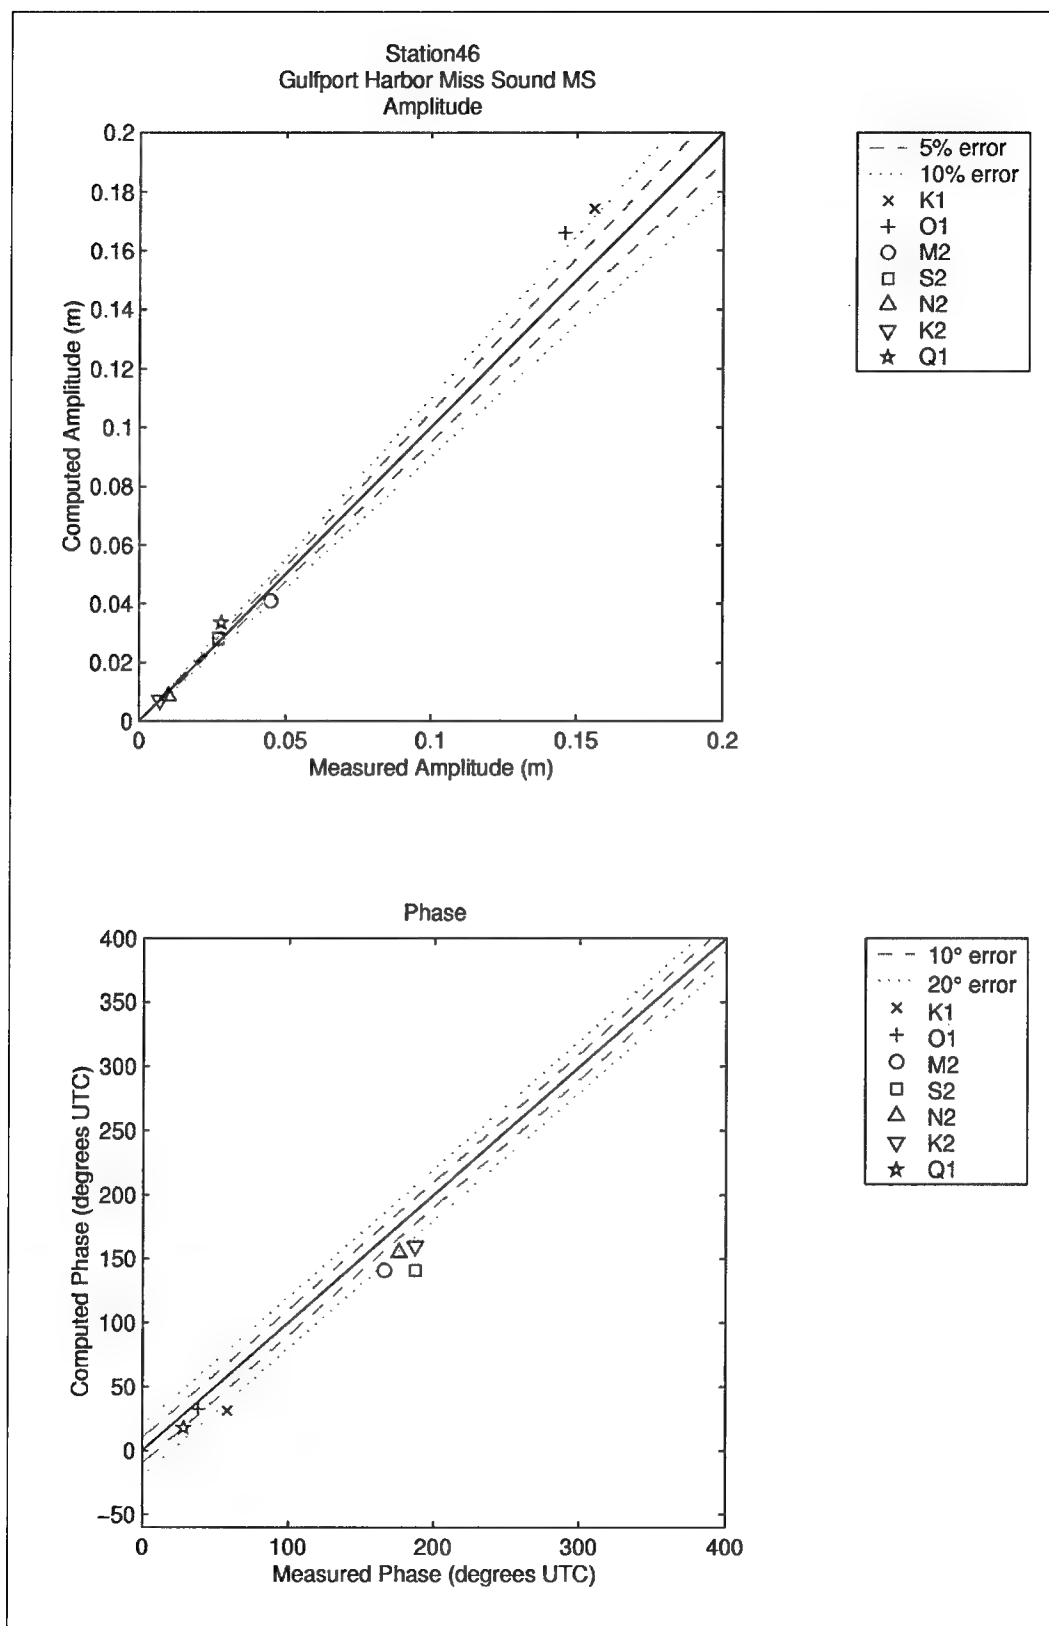 Station46
Gulfport Harbor Miss Sound MS
Amplitude
0.2
0.18
0.16
0.14
0.12
0.1
0.08
0.06
0.04
0.02
0
Computed Amplitude (m)
0 0.05 0.1 0.15 0.2
Measured Amplitude (m)
5% error
10% error
K1
O1
M2
S2
N2
K2
Q1
Phase
400
350
300
250
200
150
100
50
0
−50
Computed Phase (degrees UTC)
0 100 200 300 400
Measured Phase (degrees UTC)
10° error
20° error
K1
O1
M2
S2
N2
K2
Q1